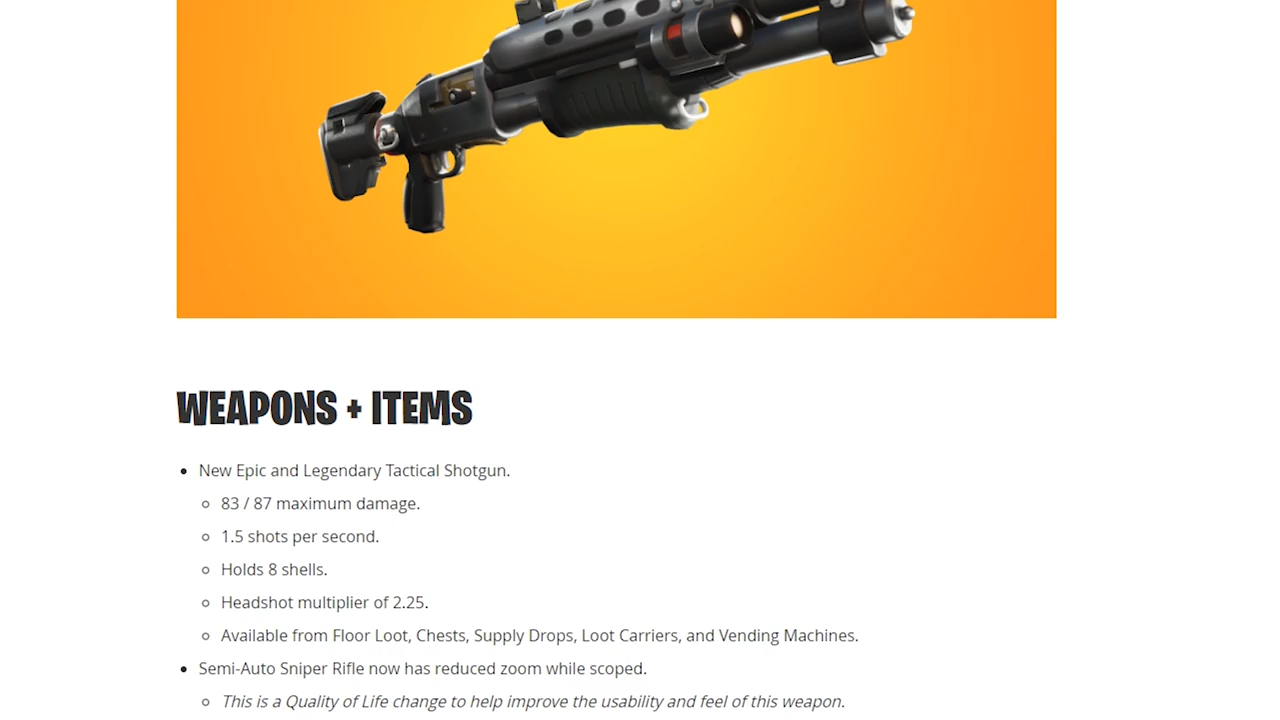 WEAPONS + ITEMS
New Epic and Legendary Tactical Shotgun.
83 / 87 maximum damage.
1.5 shots per second.
Holds 8 shells.
Headshot multiplier of 2.25.
Available from Floor Loot, Chests, Supply Drops, Loot Carriers, and Vending Machines.
Semi-Auto Sniper Rifle now has reduced zoom while scoped.
This is a Quality of Life change to help improve the usability and feel of this weapon.